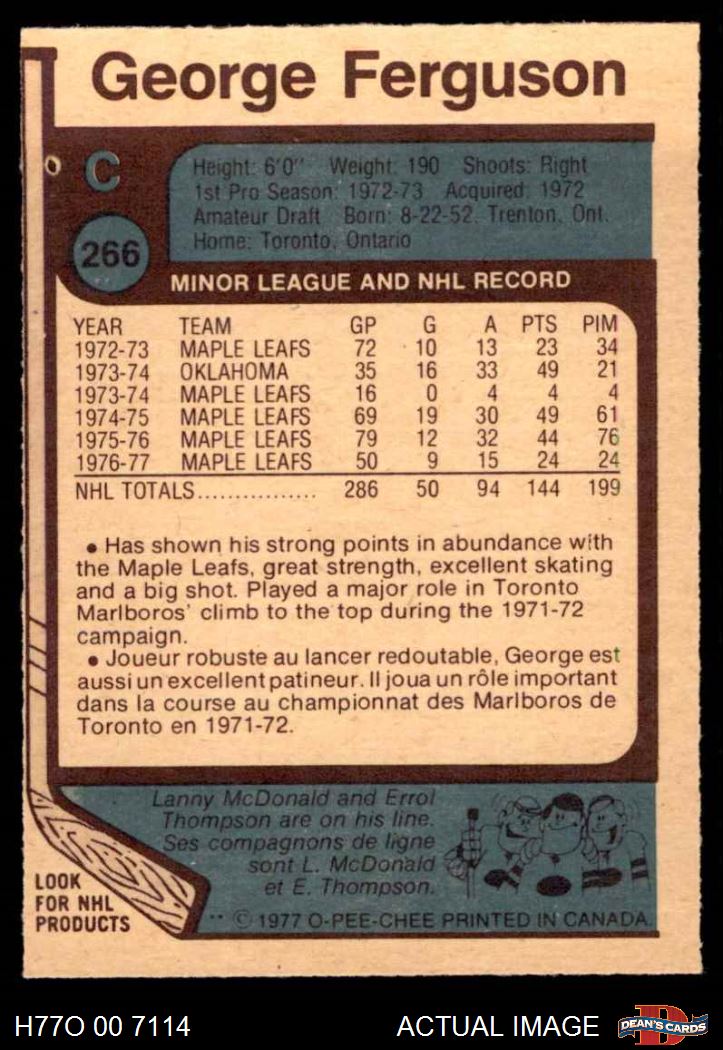 George Ferguson
C
Height: 6'0" Weight: 190 Shoots: Right
1st Pro Season: 1972-73 Acquired: 1972
Amateur Draft Born: 8-22-52, Trenton, Ont.
Home: Toronto, Ontario
266
MINOR LEAGUE AND NHL RECORD
YEAR TEAM GP G A PTS PIM
1972-73 MAPLE LEAFS 72 10 13 23 34
1973-74 OKLAHOMA 35 16 33 49 21
1973-74 MAPLE LEAFS 16 0 4 4 4
1974-75 MAPLE LEAFS 69 19 30 49 61
1975-76 MAPLE LEAFS 79 12 32 44 76
1976-77 MAPLE LEAFS 50 9 15 24 24
NHL TOTALS................ 286 50 94 144 199
• Has shown his strong points in abundance with
the Maple Leafs, great strength, excellent skating
and a big shot. Played a major role in Toronto
Marlboros' climb to the top during the 1971-72
campaign.
• Joueur robuste au lancer redoutable, George est
aussi un excellent patineur. Il joua un rôle important
dans la course au championnat des Marlboros de
Toronto en 1971-72.
Lanny McDonald and Errol
Thompson are on his line.
Ses compagnons de ligne
sont L. McDonald
et E. Thompson.
LOOK
FOR NHL
PRODUCTS
** © 1977 O-PEE-CHEE PRINTED IN CANADA
H77O 00 7114 ACTUAL IMAGE
D
DEAN'S CARDS